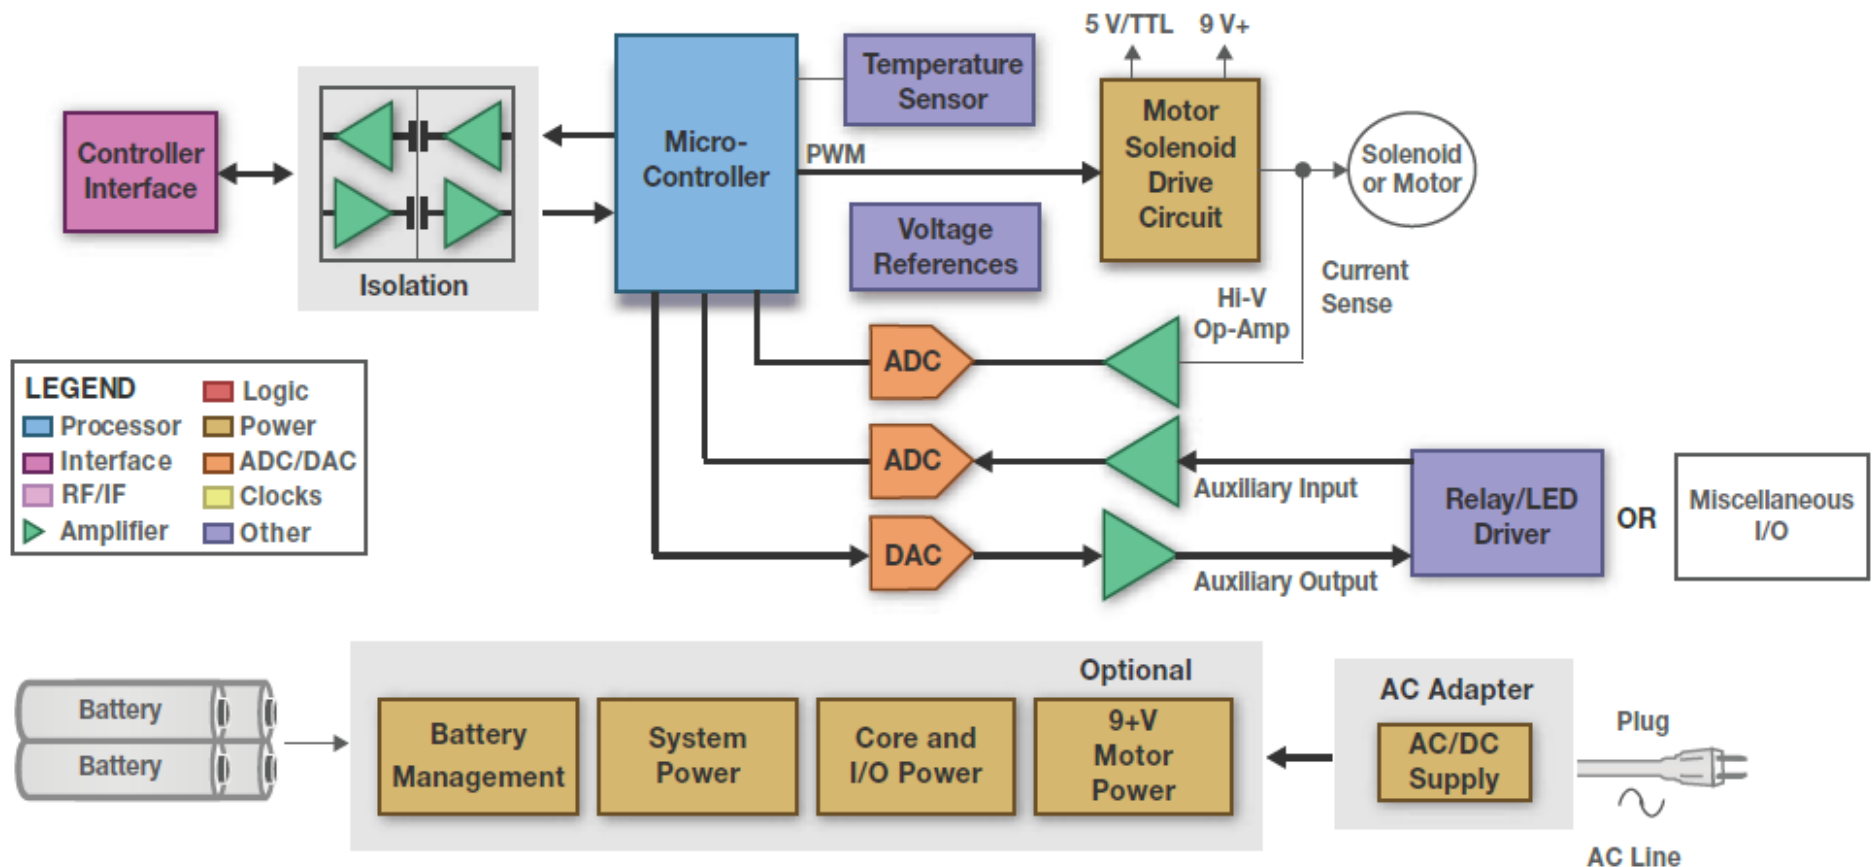 5 V/TTL
9 V+
Controller
Interface
Isolation
Micro-
Controller
Temperature
Sensor
PWM
Voltage
References
Motor
Solenoid
Drive
Circuit
Solenoid
or Motor
Current
Sense
Hi-V
Op-Amp
ADC
ADC
Auxiliary Input
DAC
Auxiliary Output
Relay/LED
Driver
OR
Miscellaneous
I/O
LEGEND
Processor
Interface
RF/IF
Amplifier
Logic
Power
ADC/DAC
Clocks
Other
Battery
Battery
Battery
Management
System
Power
Core and
I/O Power
Optional
9+V
Motor
Power
AC Adapter
AC/DC
Supply
Plug
AC Line